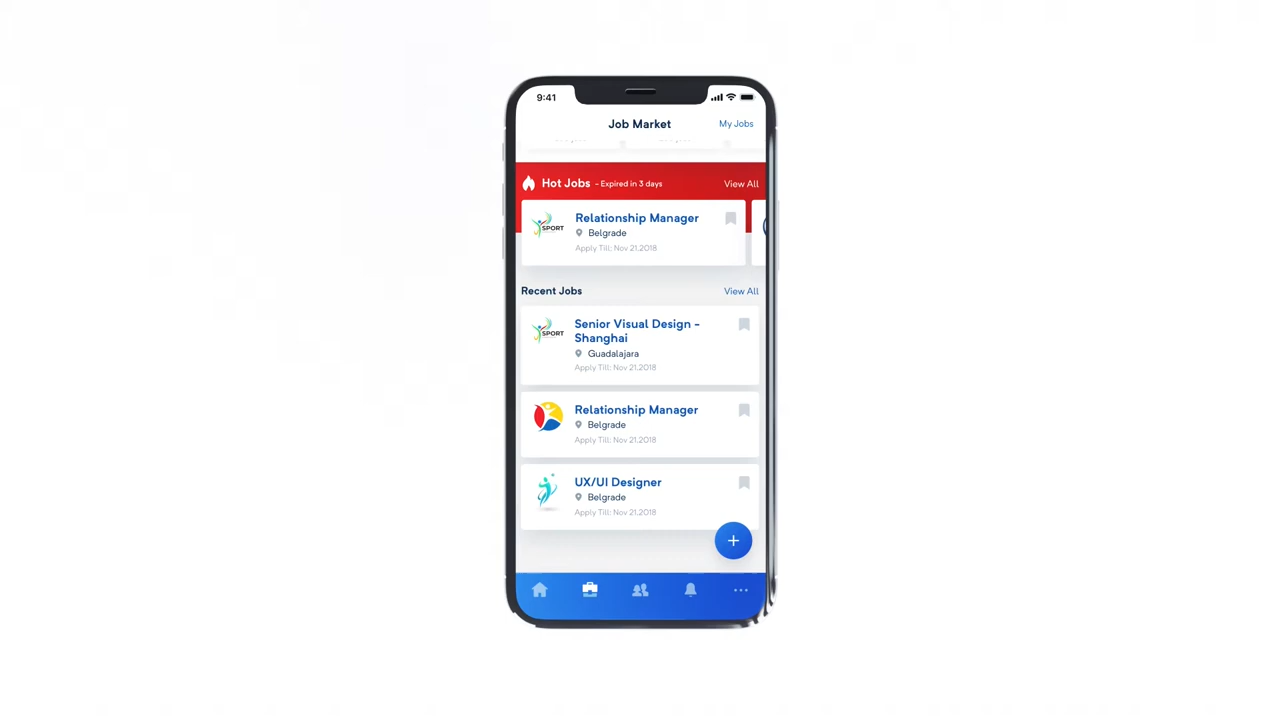 9:41
Job Market
My Jobs
Hot Jobs - Expired in 3 days
View All
SPORT
Relationship Manager
Belgrade
Apply Till: Nov 21.2018
Recent Jobs
View All
SPORT
Senior Visual Design -
Shanghai
Guadalajara
Apply Till: Nov 21.2018
Relationship Manager
Belgrade
Apply Till: Nov 21.2018
UX/UI Designer
Belgrade
Apply Till: Nov 21.2018